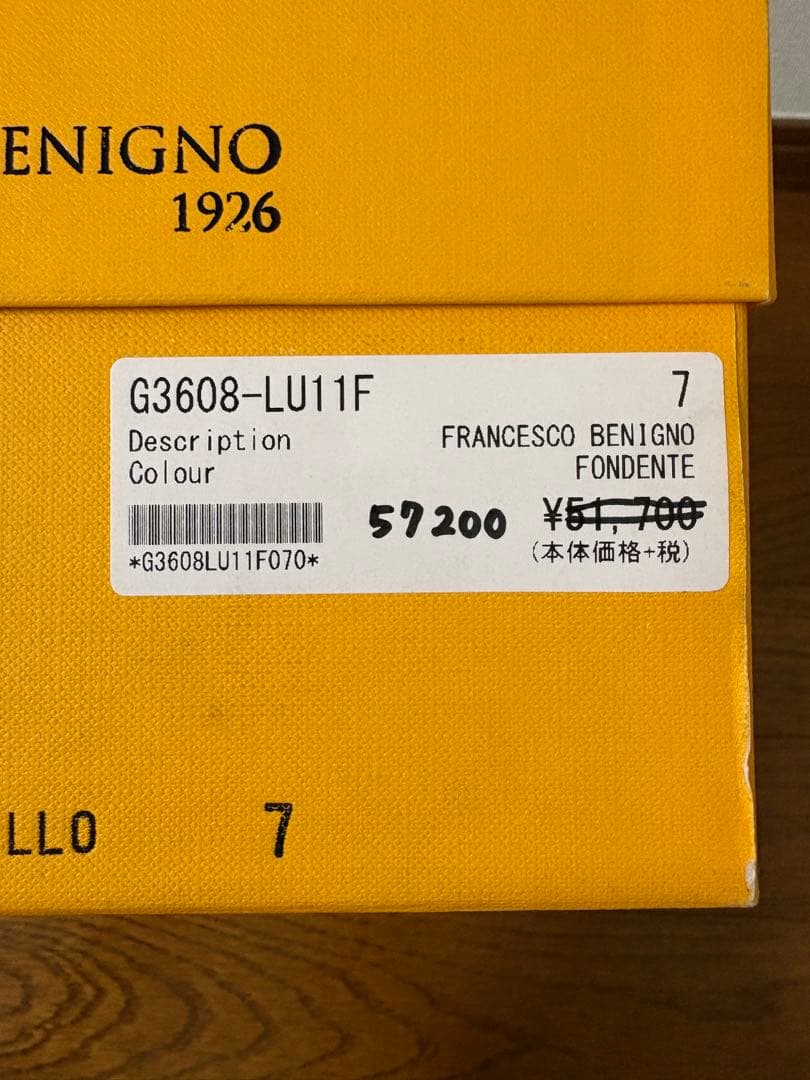 ENIGNO
1926
G3608-LU11F 7
Description FRANCESCO BENIGNO
Colour FONDENTE
57200 ¥51,700
*G3608LU11F070* (本体価格+税)
LLO 7